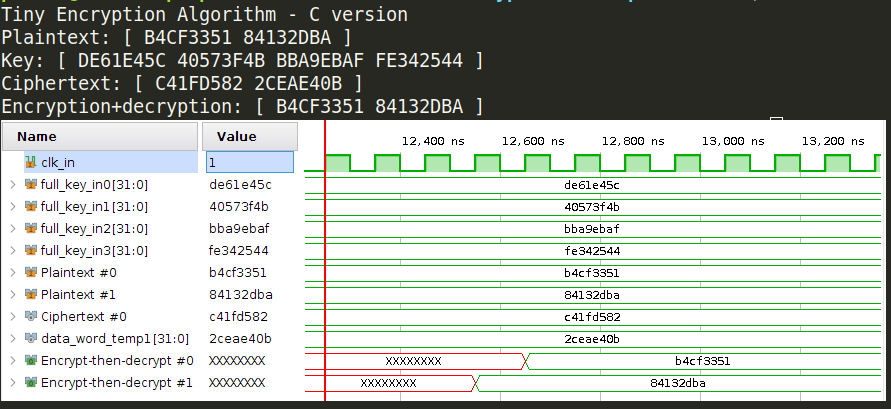 Tiny Encryption Algorithm - C version
Plaintext: [ B4CF3351 84132DBA ]
Key: [ DE61E45C 40573F4B BBA9EBAF FE342544 ]
Ciphertext: [ C41FD582 2CEAE40B ]
Encryption+decryption: [ B4CF3351 84132DBA ]
Name Value 12,400 ns 12,600 ns 12,800 ns 13,000 ns 13,200 ns
clk_in 1
full_key_in0[31:0] de61e45c de61e45c
full_key_in1[31:0] 40573f4b 40573f4b
full_key_in2[31:0] bba9ebaf bba9ebaf
full_key_in3[31:0] fe342544 fe342544
Plaintext #0 b4cf3351 b4cf3351
Plaintext #1 84132dba 84132dba
Ciphertext #0 c41fd582 c41fd582
data_word_temp1[31:0] 2ceae40b 2ceae40b
Encrypt-then-decrypt #0 XXXXXXXX XXXXXXXX b4cf3351
Encrypt-then-decrypt #1 XXXXXXXX XXXXXXXX 84132dba